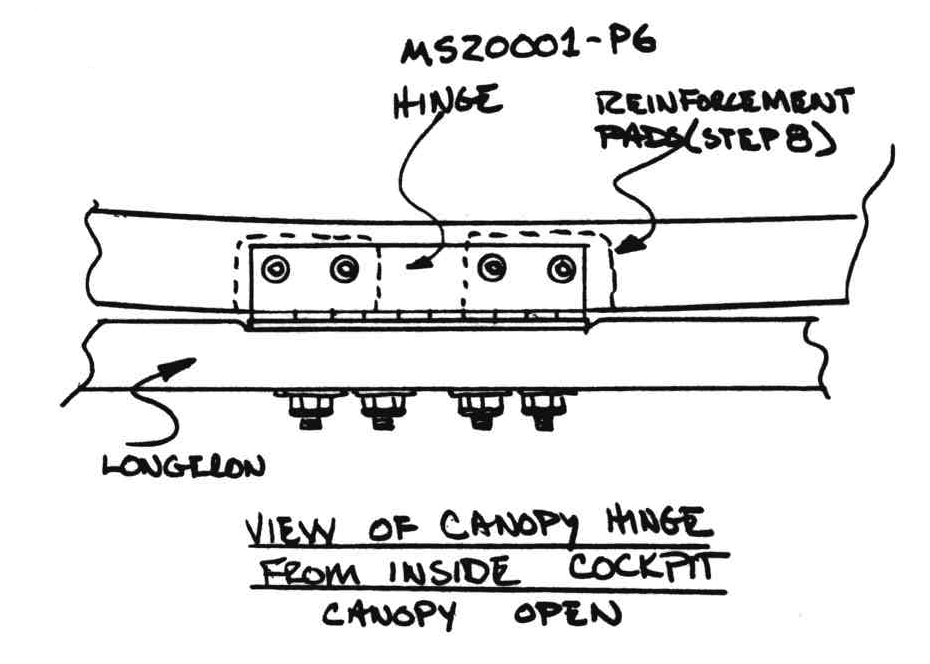 MS20001-P6
HINGE
REINFORCEMENT
PADS (STEP 8)
LONGERON
VIEW OF CANOPY HINGE
FROM INSIDE COCKPIT
CANOPY OPEN